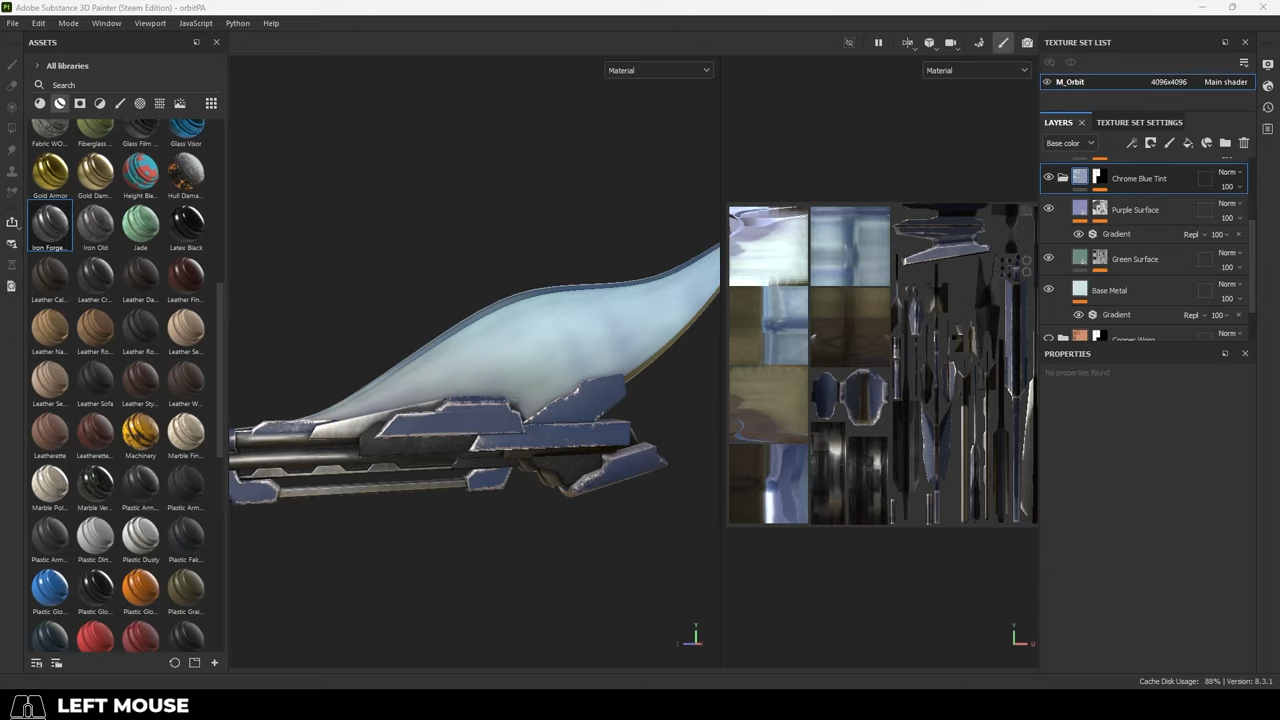 Pt Adobe Substance 3D Painter (Steam Edition) - orbitPA
File Edit Mode Window Viewport JavaScript Python Help
ASSETS
All libraries
Search
Fabric WO... Fiberglass ... Glass Film ... Glass Visor
Gold Armor Gold Dam... Height Ble... Hull Dama...
Iron Forge... Iron Old Jade Latex Black
Leather Cal... Leather Cr... Leather Da... Leather Fin...
Leather Na... Leather Ro... Leather Ro... Leather Se...
Leather Se... Leather Sofa Leather Sty... Leather W...
Leatherette Leatherette... Machinery Marble Fin...
Marble Pol... Marble Ver... Plastic Arm... Plastic Arm...
Plastic Arm... Plastic Dirt... Plastic Dusty Plastic Fak...
Plastic Glo... Plastic Glo... Plastic Glo... Plastic Grai...
Material
Y
Material
V
U
TEXTURE SET LIST
M_Orbit 4096x4096 Main shader
LAYERS TEXTURE SET SETTINGS
Base color
Chrome Blue Tint Norm
100
Purple Surface Norm
100
Gradient Repl 100
Green Surface Norm
100
Base Metal Norm
100
Gradient Repl 100
Copper Worn Norm
PROPERTIES
No properties found
Cache Disk Usage: 88% | Version: 8.3.1
LEFT MOUSE